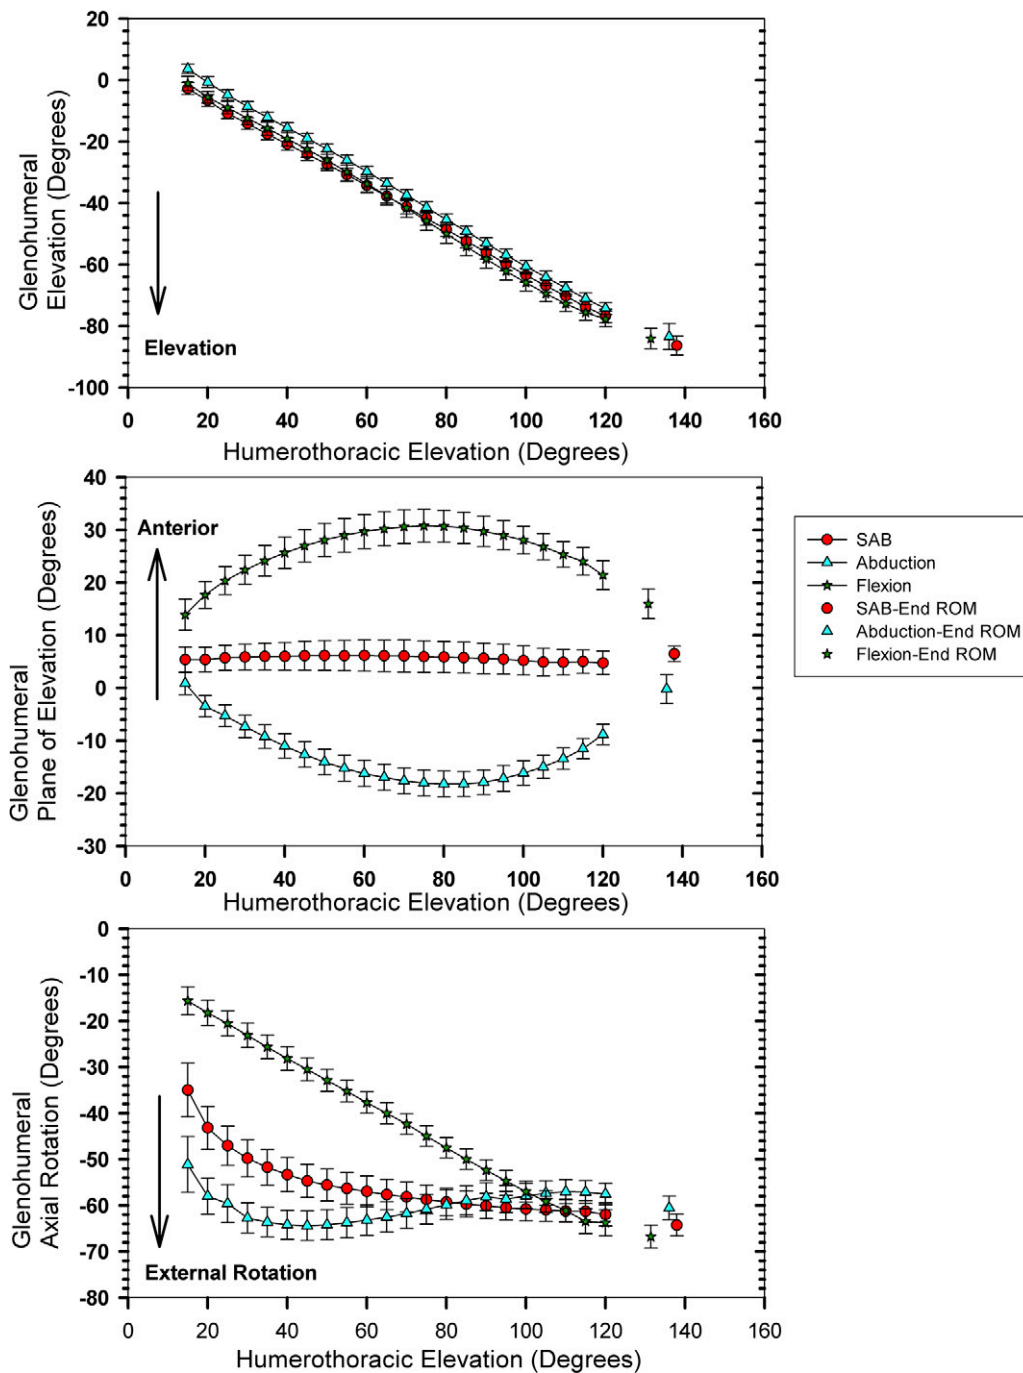 20
0
-20
-40
-60
-80
-100
Glenohumeral
Elevation (Degrees)
Elevation
0 20 40 60 80 100 120 140 160
Humerothoracic Elevation (Degrees)
40
30
20
10
0
-10
-20
-30
Glenohumeral
Plane of Elevation (Degrees)
Anterior
0 20 40 60 80 100 120 140 160
Humerothoracic Elevation (Degrees)
SAB
Abduction
Flexion
SAB-End ROM
Abduction-End ROM
Flexion-End ROM
0
-10
-20
-30
-40
-50
-60
-70
-80
Glenohumeral
Axial Rotation (Degrees)
External Rotation
0 20 40 60 80 100 120 140 160
Humerothoracic Elevation (Degrees)